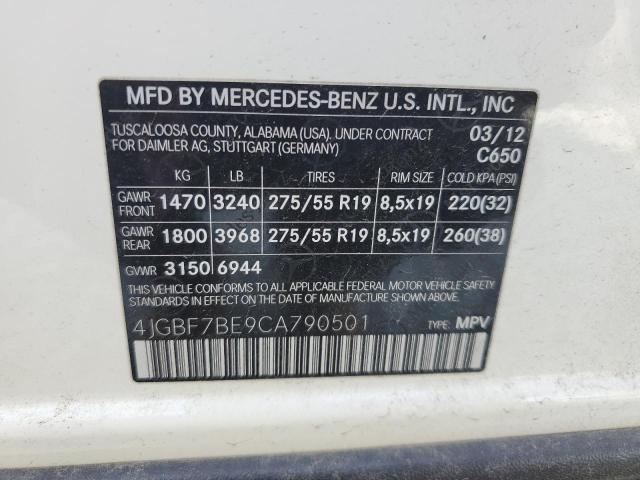 MFD BY MERCEDES-BENZ U.S. INTL., INC
TUSCALOOSA COUNTY, ALABAMA (USA). UNDER CONTRACT 03/12
FOR DAIMLER AG, STUTTGART (GERMANY) C650
KG LB TIRES RIM SIZE COLD KPA(PSI)
GAWR FRONT 1470 3240 275/55 R19 8,5x19 220(32)
GAWR REAR 1800 3968 275/55 R19 8,5x19 260(38)
GVWR 3150 6944
THIS VEHICLE CONFORMS TO ALL APPLICABLE FEDERAL MOTOR VEHICLE SAFETY
STANDARDS IN EFFECT ON THE DATE OF MANUFACTURE SHOWN ABOVE.
4JGBF7BE9CA790501 TYPE: MPV